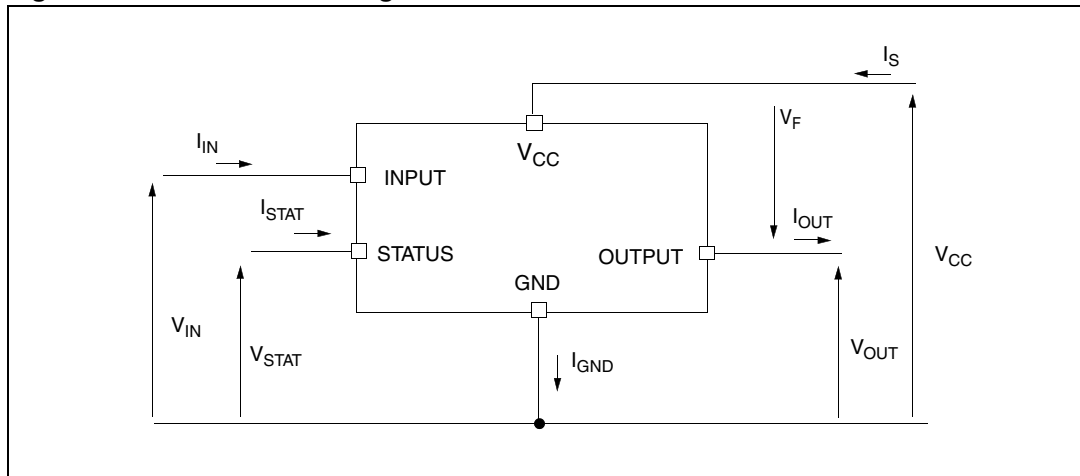 I_S
V_F
I_IN
V_CC
INPUT
I_STAT
I_OUT
STATUS
OUTPUT
V_CC
GND
V_IN
V_STAT
I_GND
V_OUT